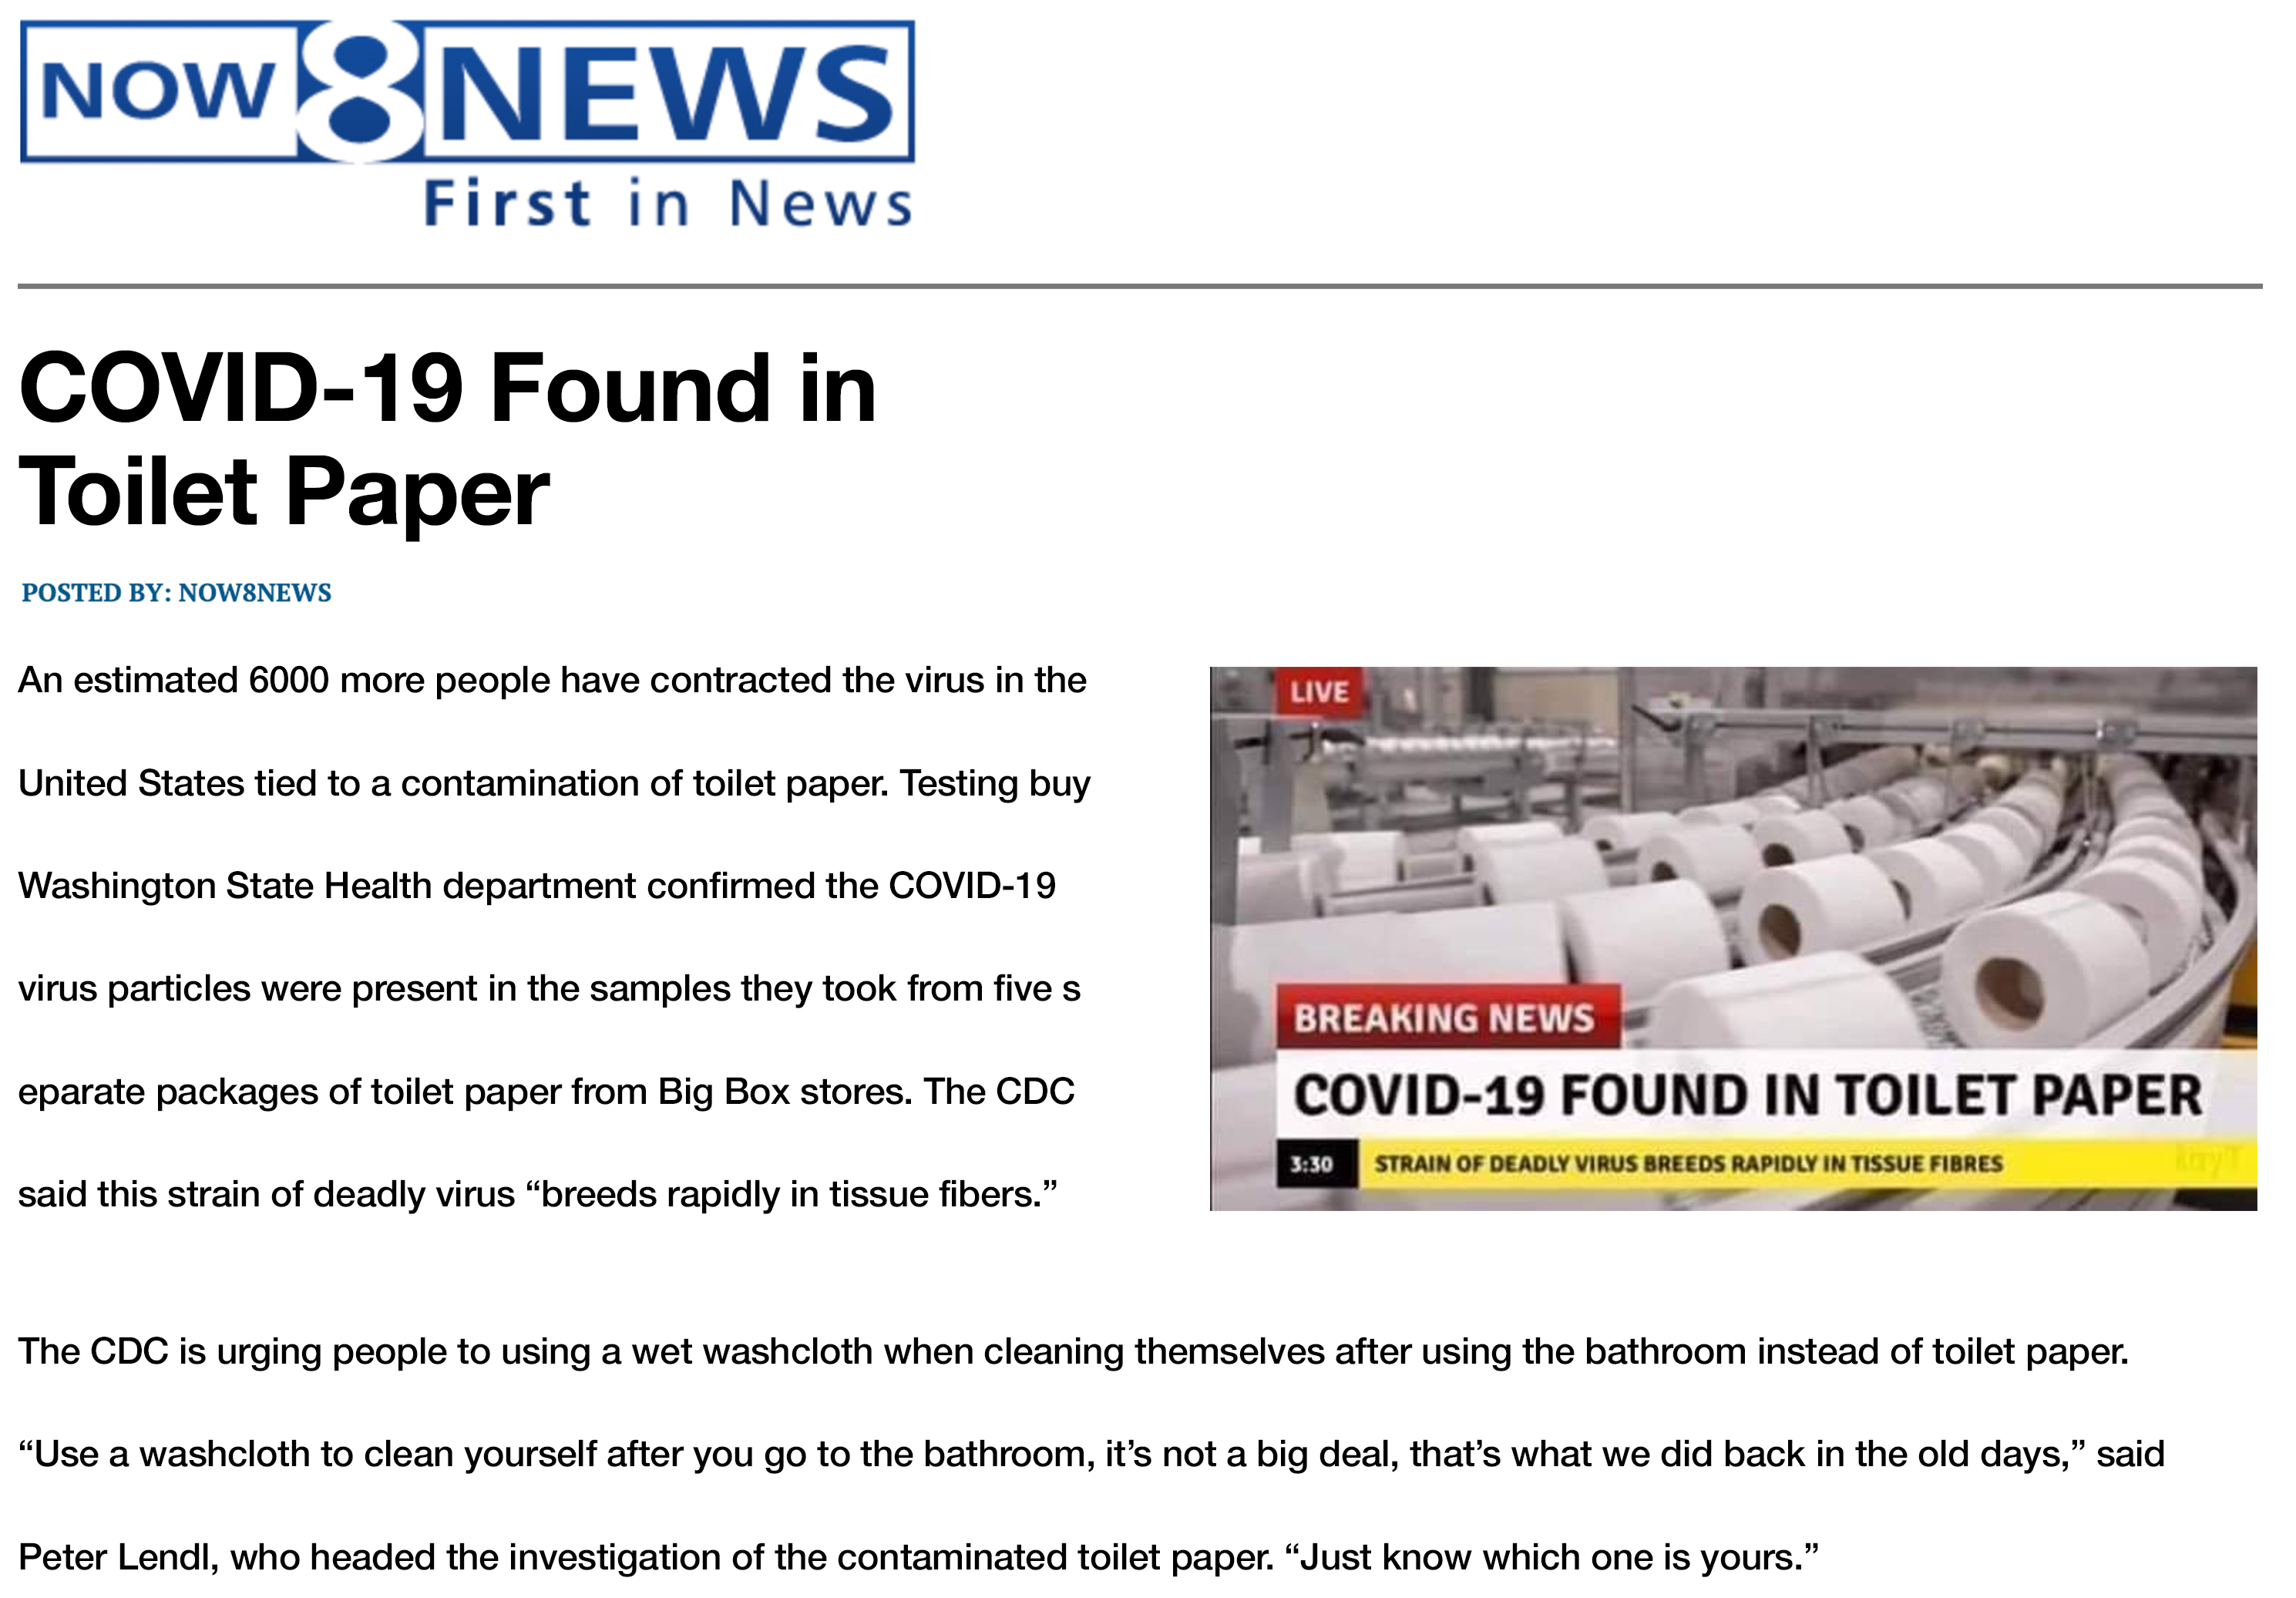 NOW8NEWS
First in News
COVID-19 Found in
Toilet Paper
POSTED BY: NOW8NEWS
An estimated 6000 more people have contracted the virus in the
United States tied to a contamination of toilet paper. Testing buy
Washington State Health department confirmed the COVID-19
virus particles were present in the samples they took from five s
eparate packages of toilet paper from Big Box stores. The CDC
said this strain of deadly virus “breeds rapidly in tissue fibers.”
LIVE
BREAKING NEWS
COVID-19 FOUND IN TOILET PAPER
3:30 STRAIN OF DEADLY VIRUS BREEDS RAPIDLY IN TISSUE FIBRES
The CDC is urging people to using a wet washcloth when cleaning themselves after using the bathroom instead of toilet paper.
“Use a washcloth to clean yourself after you go to the bathroom, it’s not a big deal, that’s what we did back in the old days,” said
Peter Lendl, who headed the investigation of the contaminated toilet paper. “Just know which one is yours.”